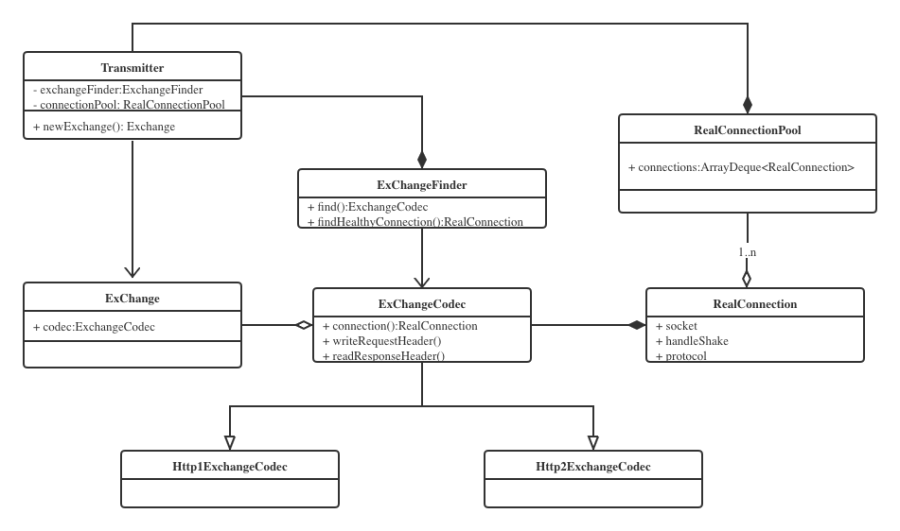 Transmitter
- exchangeFinder:ExchangeFinder
- connectionPool: RealConnectionPool
+ newExchange(): Exchange
RealConnectionPool
+ connections:ArrayDeque<RealConnection>
ExChangeFinder
+ find():ExchangeCodec
+ findHealthyConnection():RealConnection
1..n
ExChange
+ codec:ExchangeCodec
ExChangeCodec
+ connection():RealConnection
+ writeRequestHeader()
+ readResponseHeader()
RealConnection
+ socket
+ handleShake
+ protocol
Http1ExchangeCodec
Http2ExchangeCodec